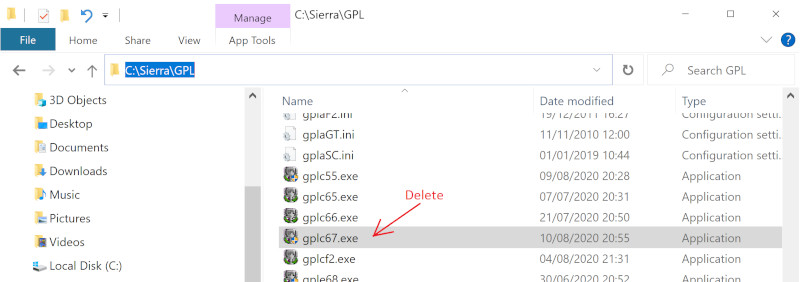 Manage
C:\Sierra\GPL
File
Home
Share
View
App Tools
?
C:\Sierra\GPL
Search GPL
3D Objects
Desktop
Documents
Downloads
Music
Pictures
Videos
Local Disk (C:)
Name
Date modified
Type
gplaF2.ini 19/12/2011 16:27 Configuration setti...
gplaGT.ini 11/11/2010 12:00 Configuration setti...
gplaSC.ini 01/01/2019 10:44 Configuration setti...
gplc55.exe 09/08/2020 20:28 Application
Delete
gplc65.exe 07/07/2020 20:31 Application
gplc66.exe 21/07/2020 20:50 Application
gplc67.exe 10/08/2020 20:55 Application
gplcf2.exe 04/08/2020 21:31 Application
gple68.exe 30/06/2020 20:52 Application